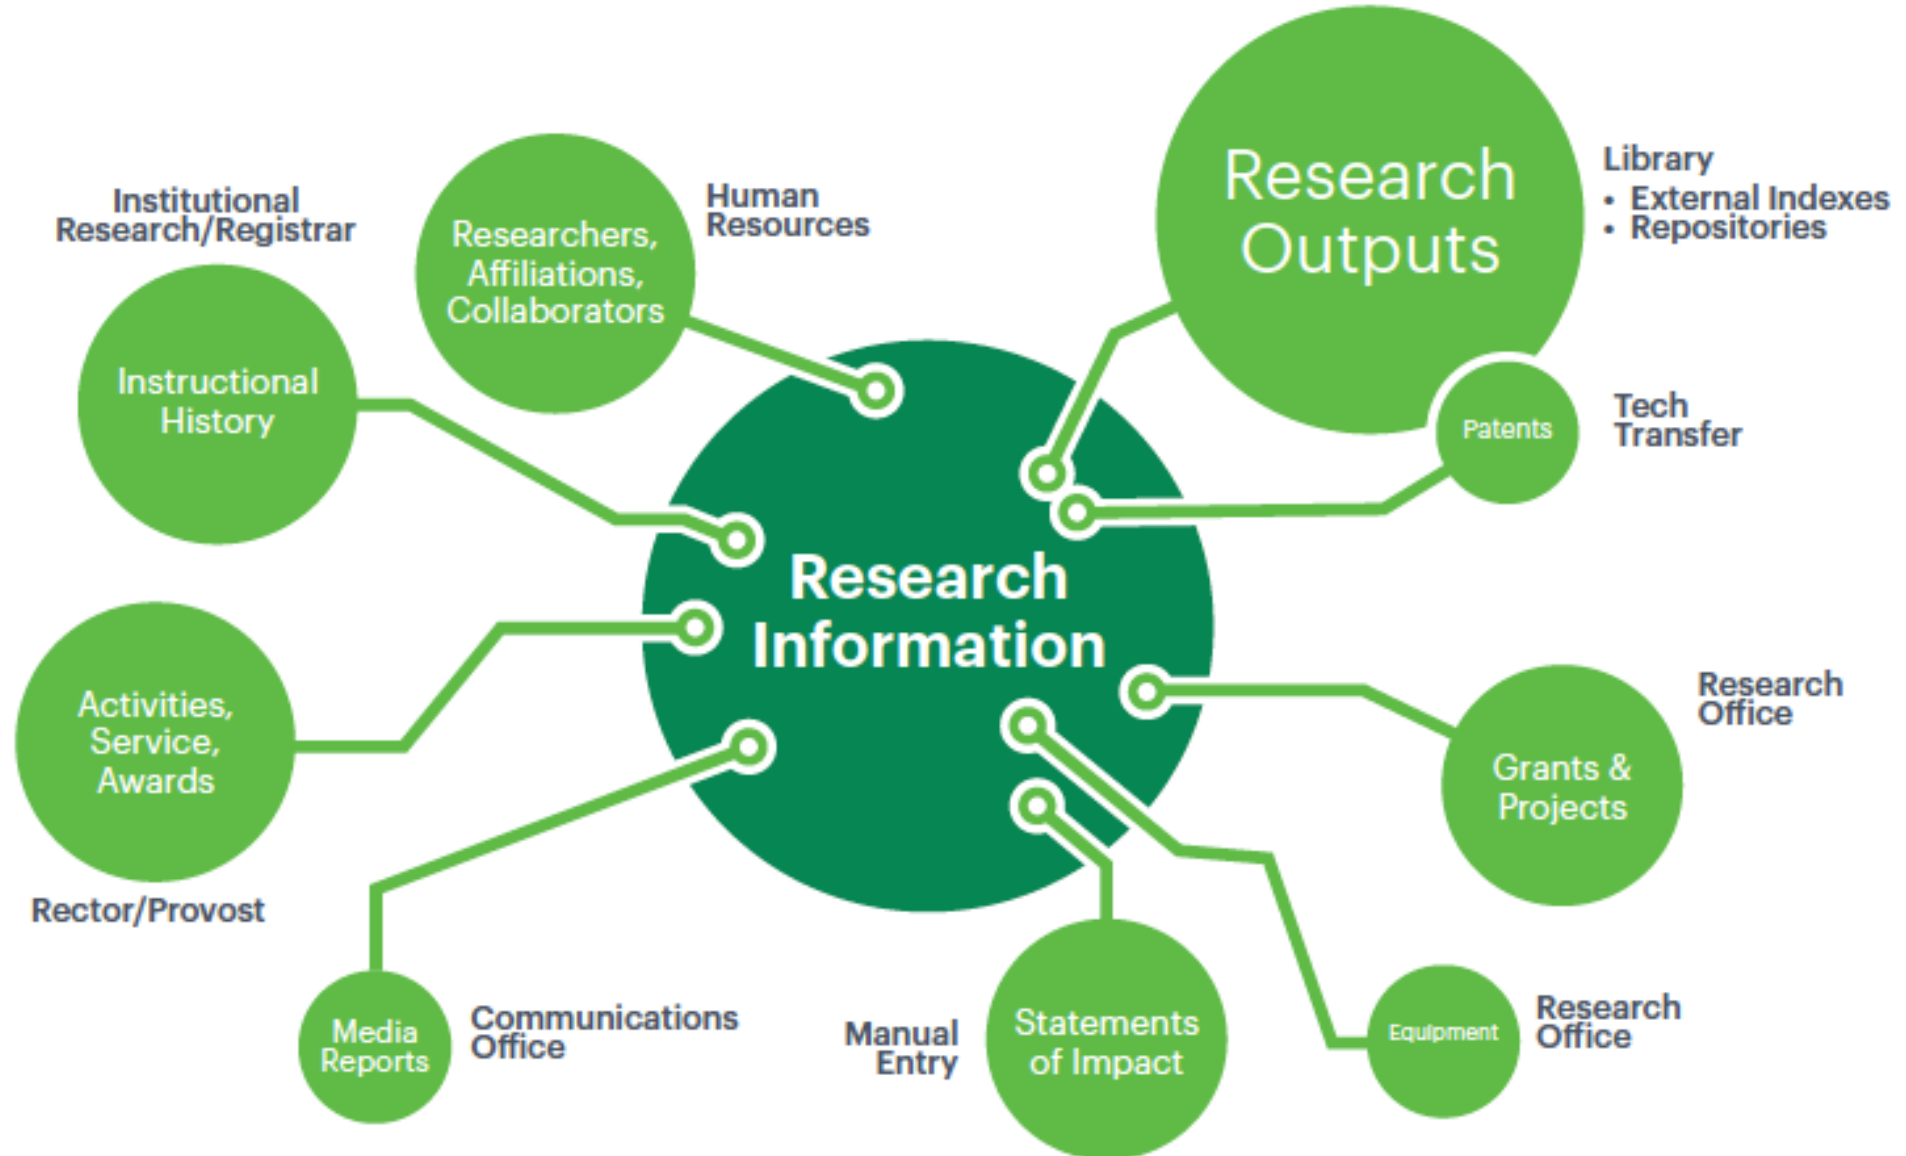 Research
Outputs
Library
• External Indexes
• Repositories
Institutional
Research/Registrar
Researchers,
Affiliations,
Collaborators
Human
Resources
Instructional
History
Patents
Tech
Transfer
Research
Information
Activities,
Service,
Awards
Rector/Provost
Research
Office
Grants &
Projects
Media
Reports
Communications
Office
Manual
Entry
Statements
of Impact
Equipment
Research
Office